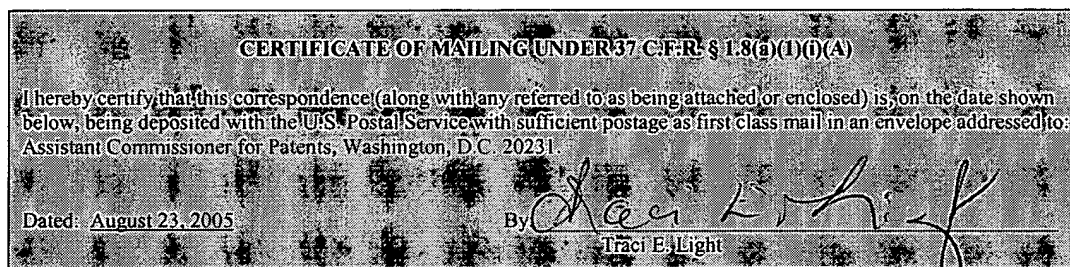 CERTIFICATE OF MAILING UNDER 37 C.F.R. § 1.8(a)(1)(i)(A)
I hereby certify that this correspondence (along with any referred to as being attached or enclosed) is, on the date shown
below, being deposited with the U.S. Postal Service with sufficient postage as first class mail in an envelope addressed to:
Assistant Commissioner for Patents, Washington, D.C. 20231.
Dated: August 23, 2005 By Traci E. Light
Traci E. Light